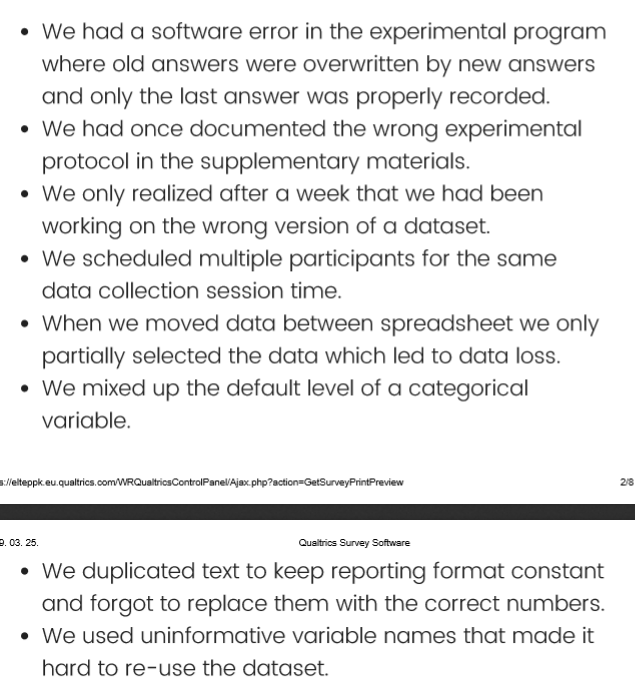 • We had a software error in the experimental program
where old answers were overwritten by new answers
and only the last answer was properly recorded.
• We had once documented the wrong experimental
protocol in the supplementary materials.
• We only realized after a week that we had been
working on the wrong version of a dataset.
• We scheduled multiple participants for the same
data collection session time.
• When we moved data between spreadsheet we only
partially selected the data which led to data loss.
• We mixed up the default level of a categorical
variable.
s://elteppk.eu.qualtrics.com/WRQualtricsControlPanel/Ajax.php?action=GetSurveyPrintPreview 2/8
9. 03. 25. Qualtrics Survey Software
• We duplicated text to keep reporting format constant
and forgot to replace them with the correct numbers.
• We used uninformative variable names that made it
hard to re-use the dataset.